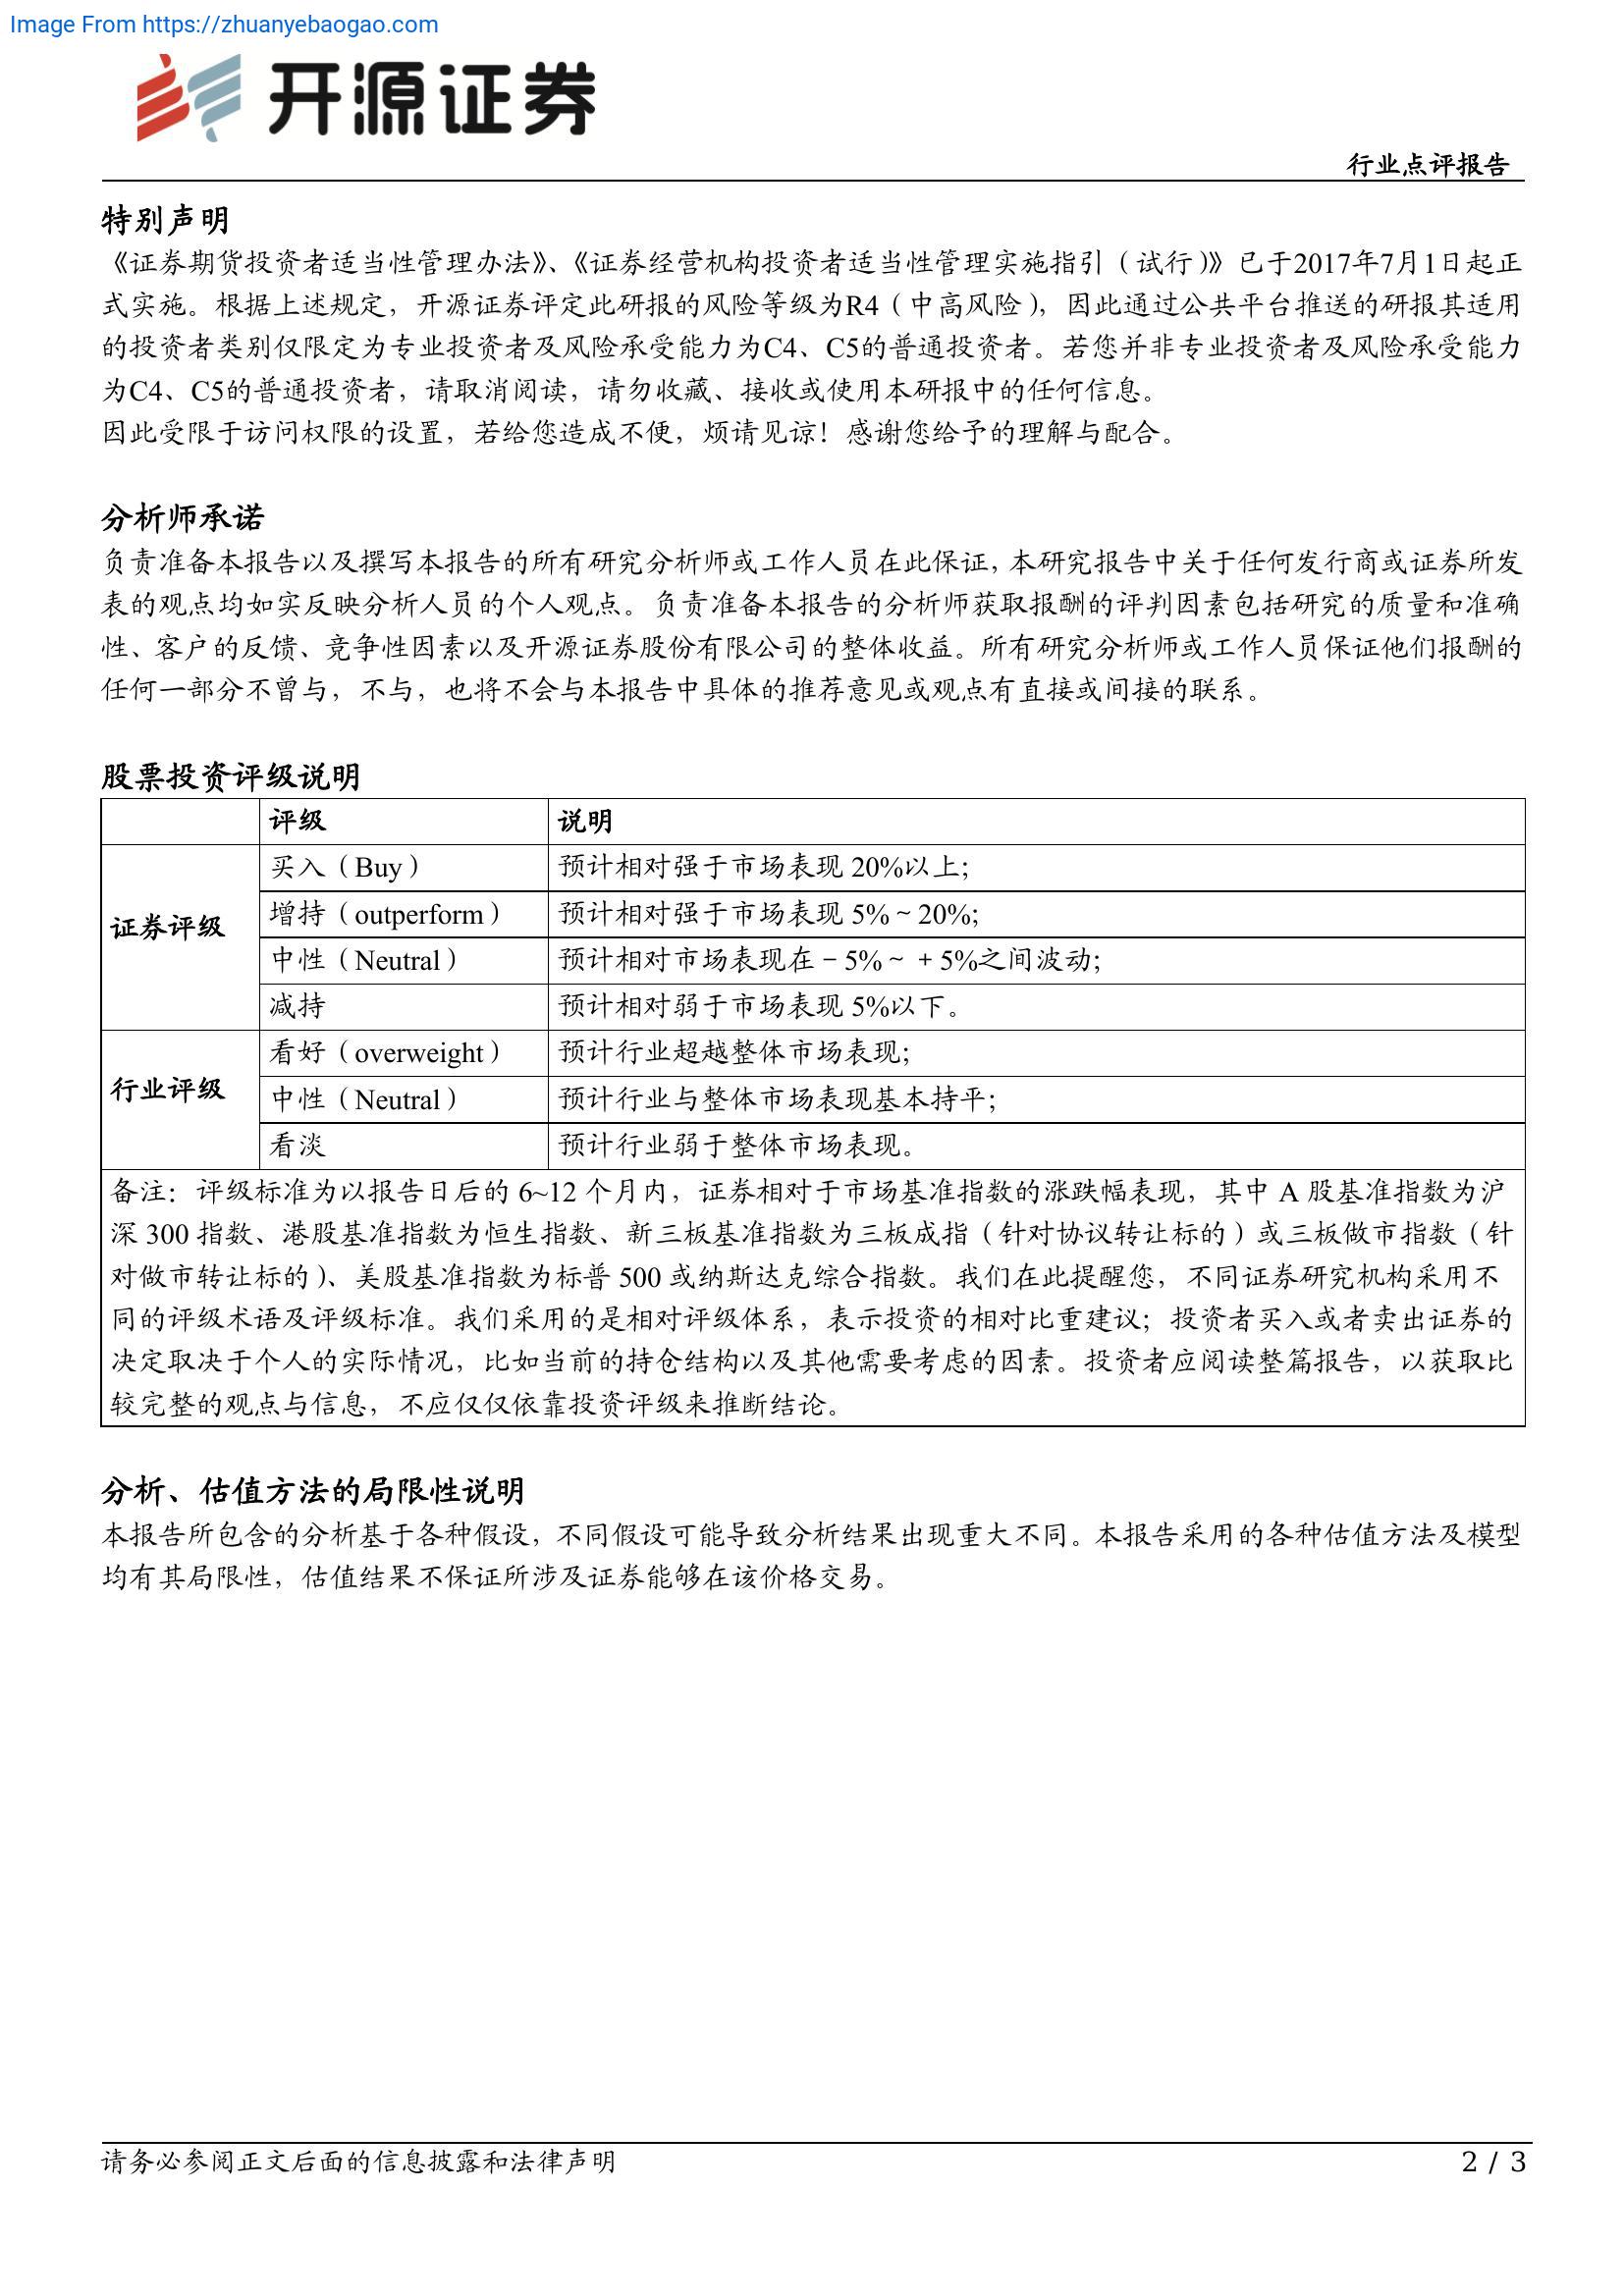 Image From https://zhuanyebaogao.com
开源证券
行业点评报告
特别声明
《证券期货投资者适当性管理办法》、《证券经营机构投资者适当性管理实施指引（试行）》已于2017年7月1日起正
式实施。根据上述规定，开源证券评定此研报的风险等级为R4（中高风险），因此通过公共平台推送的研报其适用
的投资者类别仅限定为专业投资者及风险承受能力为C4、C5的普通投资者。若您并非专业投资者及风险承受能力
为C4、C5的普通投资者，请取消阅读，请勿收藏、接收或使用本研报中的任何信息。
因此受限于访问权限的设置，若给您造成不便，烦请见谅！感谢您给予的理解与配合。
分析师承诺
负责准备本报告以及撰写本报告的所有研究分析师或工作人员在此保证，本研究报告中关于任何发行商或证券所发
表的观点均如实反映分析人员的个人观点。负责准备本报告的分析师获取报酬的评判因素包括研究的质量和准确
性、客户的反馈、竞争性因素以及开源证券股份有限公司的整体收益。所有研究分析师或工作人员保证他们报酬的
任何一部分不曾与，不与，也将不会与本报告中具体的推荐意见或观点有直接或间接的联系。
股票投资评级说明
评级 说明
证券评级
买入（Buy） 预计相对强于市场表现 20%以上；
增持（outperform） 预计相对强于市场表现 5%～20%；
中性（Neutral） 预计相对市场表现在－5%～＋5%之间波动；
减持 预计相对弱于市场表现 5%以下。
行业评级
看好（overweight） 预计行业超越整体市场表现；
中性（Neutral） 预计行业与整体市场表现基本持平；
看淡 预计行业弱于整体市场表现。
备注：评级标准为以报告日后的 6~12 个月内，证券相对于市场基准指数的涨跌幅表现，其中 A 股基准指数为沪
深 300 指数、港股基准指数为恒生指数、新三板基准指数为三板成指（针对协议转让标的）或三板做市指数（针
对做市转让标的）、美股基准指数为标普 500 或纳斯达克综合指数。我们在此提醒您，不同证券研究机构采用不
同的评级术语及评级标准。我们采用的是相对评级体系，表示投资的相对比重建议；投资者买入或者卖出证券的
决定取决于个人的实际情况，比如当前的持仓结构以及其他需要考虑的因素。投资者应阅读整篇报告，以获取比
较完整的观点与信息，不应仅仅依靠投资评级来推断结论。
分析、估值方法的局限性说明
本报告所包含的分析基于各种假设，不同假设可能导致分析结果出现重大不同。本报告采用的各种估值方法及模型
均有其局限性，估值结果不保证所涉及证券能够在该价格交易。
请务必参阅正文后面的信息披露和法律声明
2 / 3